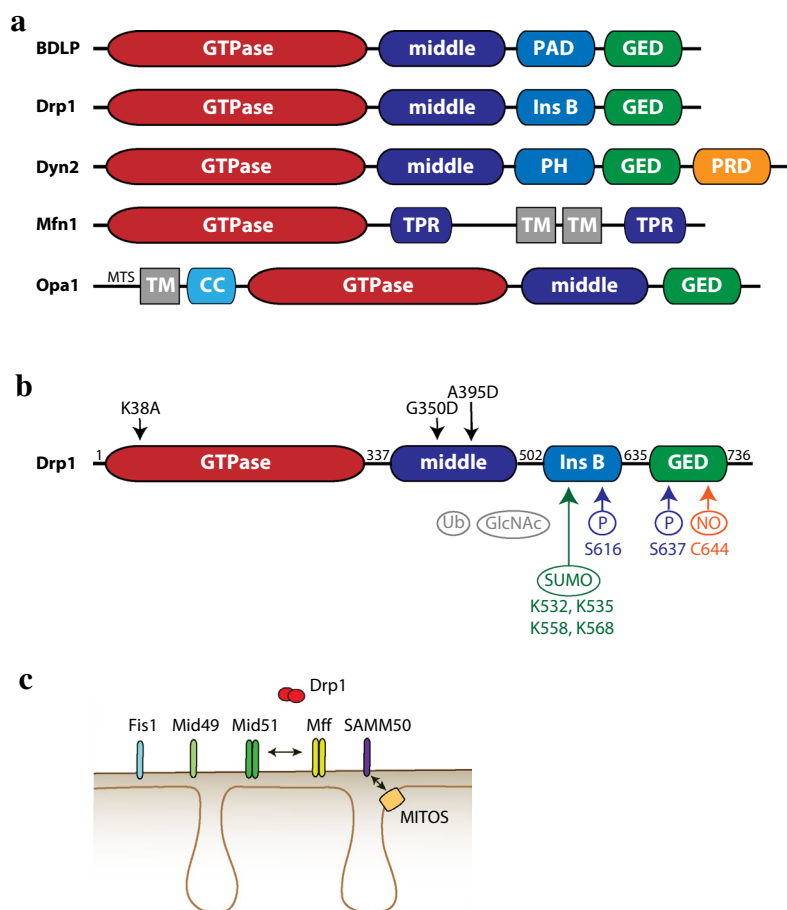 a
BDLP GTPase middle PAD GED
Drp1 GTPase middle Ins B GED
Dyn2 GTPase middle PH GED PRD
Mfn1 GTPase TPR TM TM TPR
Opa1 MTS TM CC GTPase middle GED
b
A395D
K38A G350D
Drp1 1 GTPase 337 middle 502 Ins B 635 GED 736
Ub GlcNAc P P NO
S616 S637 C644
SUMO
K532, K535
K558, K568
c
Drp1
Fis1 Mid49 Mid51 Mff SAMM50
MITOS